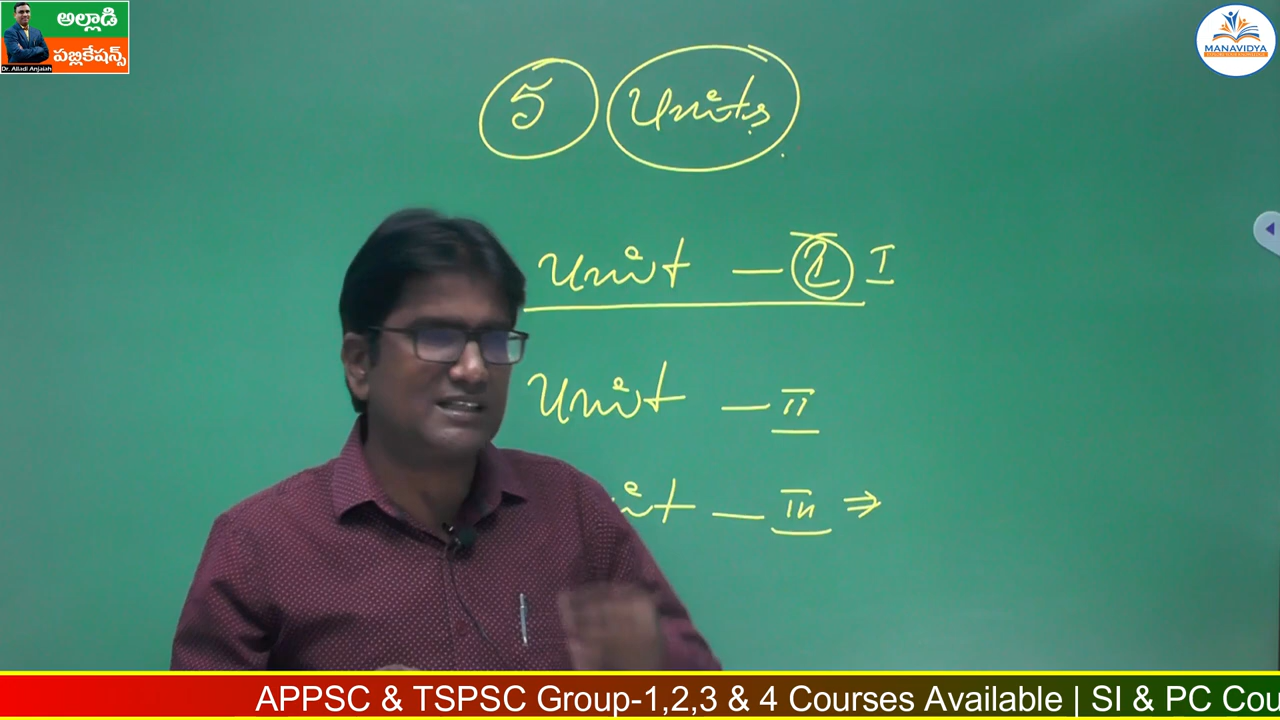 అల్లాడి
పబ్లికేషన్స్
Dr. Alladi Anjaiah
MANAVIDYA
5 Units
Unit — I I
Unit — II
Unit — III ⇒
APPSC & TSPSC Group-1,2,3 & 4 Courses Available | SI & PC Cou